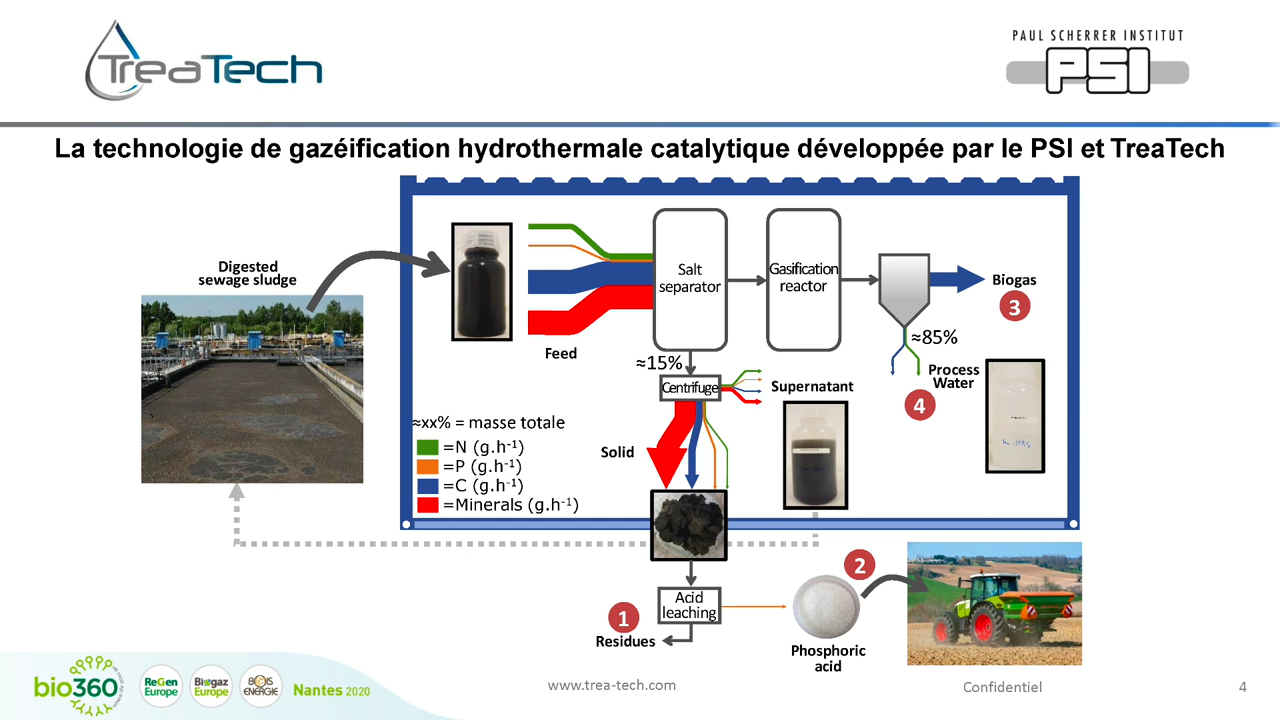 TreaTech
PAUL SCHERRER INSTITUT
PSI
La technologie de gazéification hydrothermale catalytique développée par le PSI et TreaTech
Digested
sewage sludge
Feed
Salt
separator
Gasification
reactor
Biogas
3
≈85%
Process
Water
4
≈15%
Centrifuge
Supernatant
≈xx% = masse totale
=N (g.h-1)
=P (g.h-1)
=C (g.h-1)
=Minerals (g.h-1)
Solid
Acid
leaching
1
Residues
2
Phosphoric
acid
bio360
ReGen
Europe
Biogaz
Europe
BOIS
ENERGIE
Nantes 2020
www.trea-tech.com
Confidentiel
4